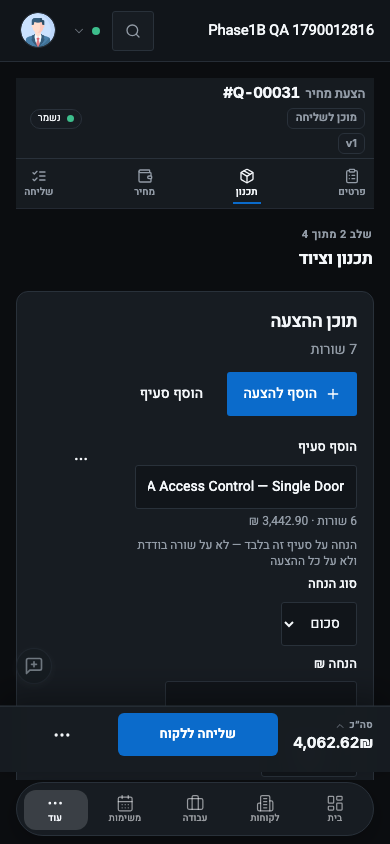 Phase1B QA 1790012816
הצעת מחיר #Q-00031
מוכן לשליחה
נשמר
v1
פרטים
תכנון
מחיר
שליחה
שלב 2 מתוך 4
תכנון וציוד
תוכן ההצעה
7 שורות
+ הוסף להצעה
הוסף סעיף
הוסף סעיף
A Access Control — Single Door
6 שורות · 3,442.90 ₪
הנחה על סעיף זה בלבד — לא על שורה בודדת
ולא על כל ההצעה
סוג הנחה
סכום
הנחה ₪
סה״כ
4,062.62₪
שליחה ללקוח
בית
לקוחות
עבודה
משימות
עוד